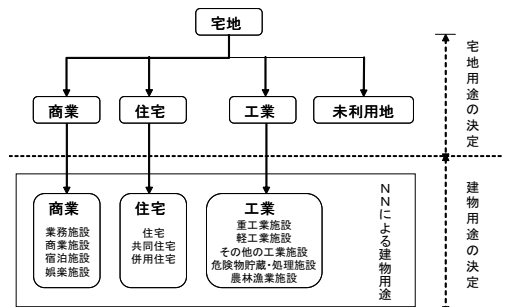 宅地
商業
住宅
工業
未利用地
宅地用途の決定
商業
業務施設
商業施設
宿泊施設
娯楽施設
住宅
住宅
共同住宅
併用住宅
工業
重工業施設
軽工業施設
その他の工業施設
危険物貯蔵・処理施設
農林漁業施設
NNによる建物用途
建物用途の決定